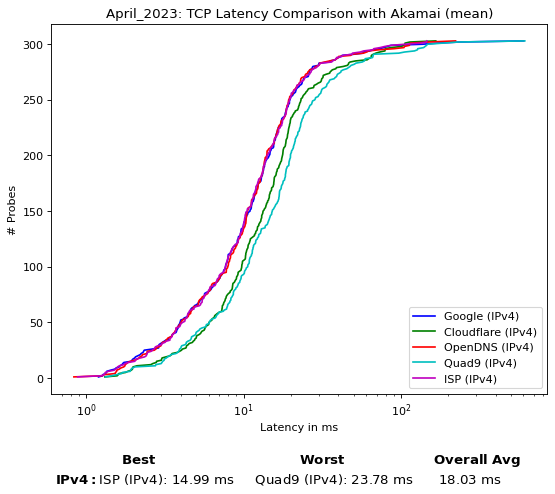 April_2023: TCP Latency Comparison with Akamai (mean)
# Probes
300
250
200
150
100
50
0
Google (IPv4)
Cloudflare (IPv4)
OpenDNS (IPv4)
Quad9 (IPv4)
ISP (IPv4)
10⁰ 10¹ 10²
Latency in ms
Best Worst Overall Avg
IPv4: ISP (IPv4): 14.99 ms Quad9 (IPv4): 23.78 ms 18.03 ms